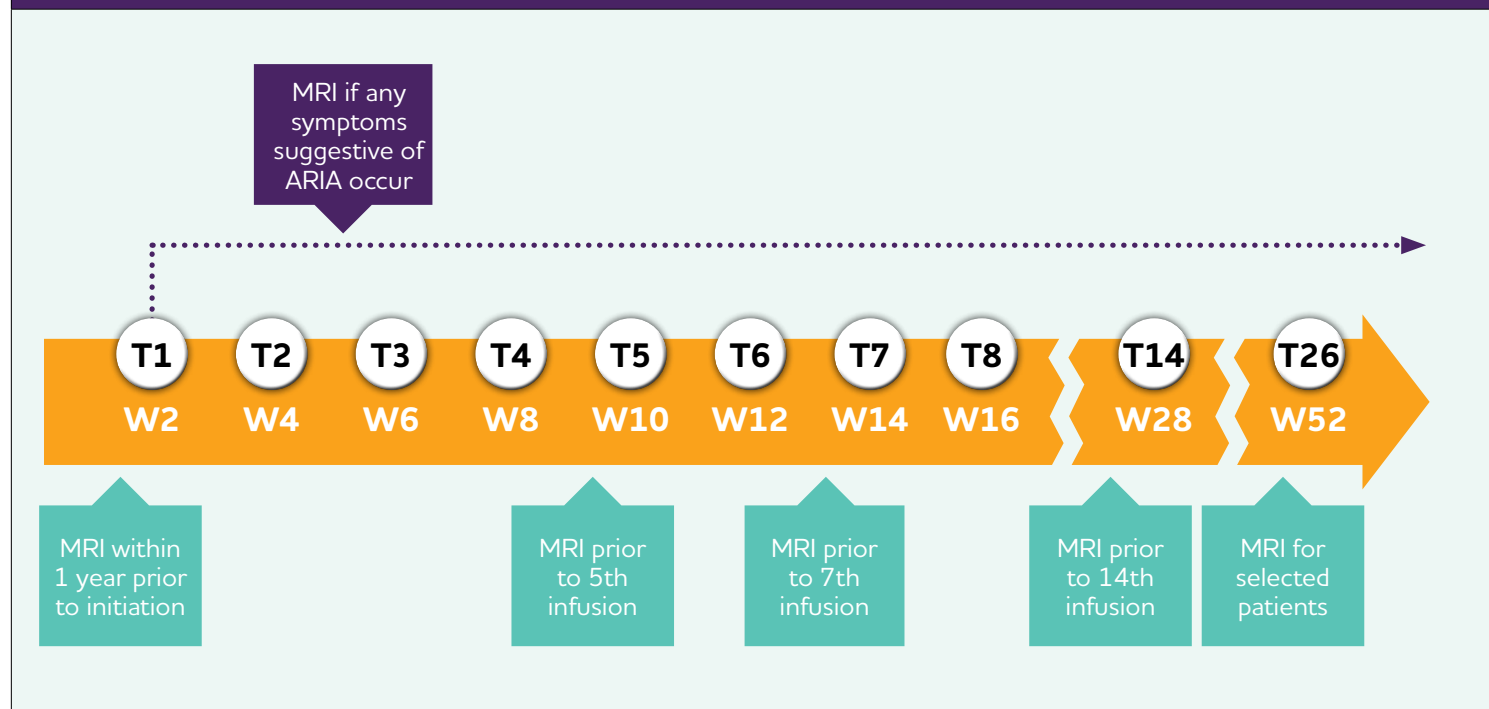 MRI if any
symptoms
suggestive of
ARIA occur
T1 T2 T3 T4 T5 T6 T7 T8 T14 T26
W2 W4 W6 W8 W10 W12 W14 W16 W28 W52
MRI within
1 year prior
to initiation
MRI prior
to 5th
infusion
MRI prior
to 7th
infusion
MRI prior
to 14th
infusion
MRI for
selected
patients